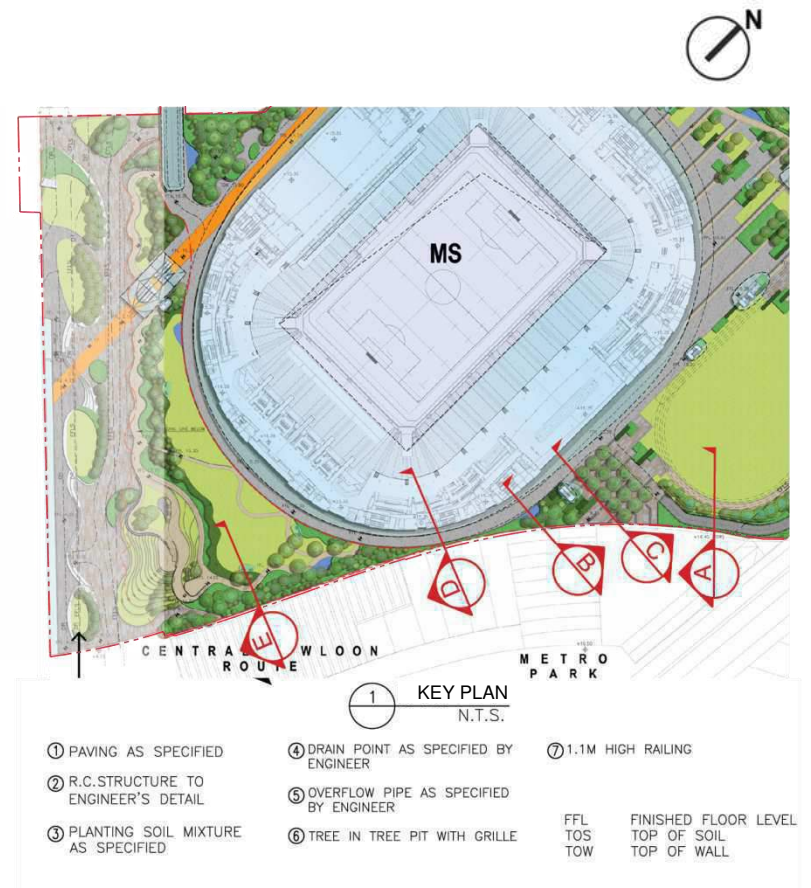 N
MS
D
B
C
A
E
CENTRAL WLOON
ROUTE
METRO
PARK
1
KEY PLAN
N.T.S.
1 PAVING AS SPECIFIED
2 R.C.STRUCTURE TO
ENGINEER'S DETAIL
3 PLANTING SOIL MIXTURE
AS SPECIFIED
4 DRAIN POINT AS SPECIFIED BY
ENGINEER
5 OVERFLOW PIPE AS SPECIFIED
BY ENGINEER
6 TREE IN TREE PIT WITH GRILLE
7 1.1M HIGH RAILING
FFL FINISHED FLOOR LEVEL
TOS TOP OF SOIL
TOW TOP OF WALL